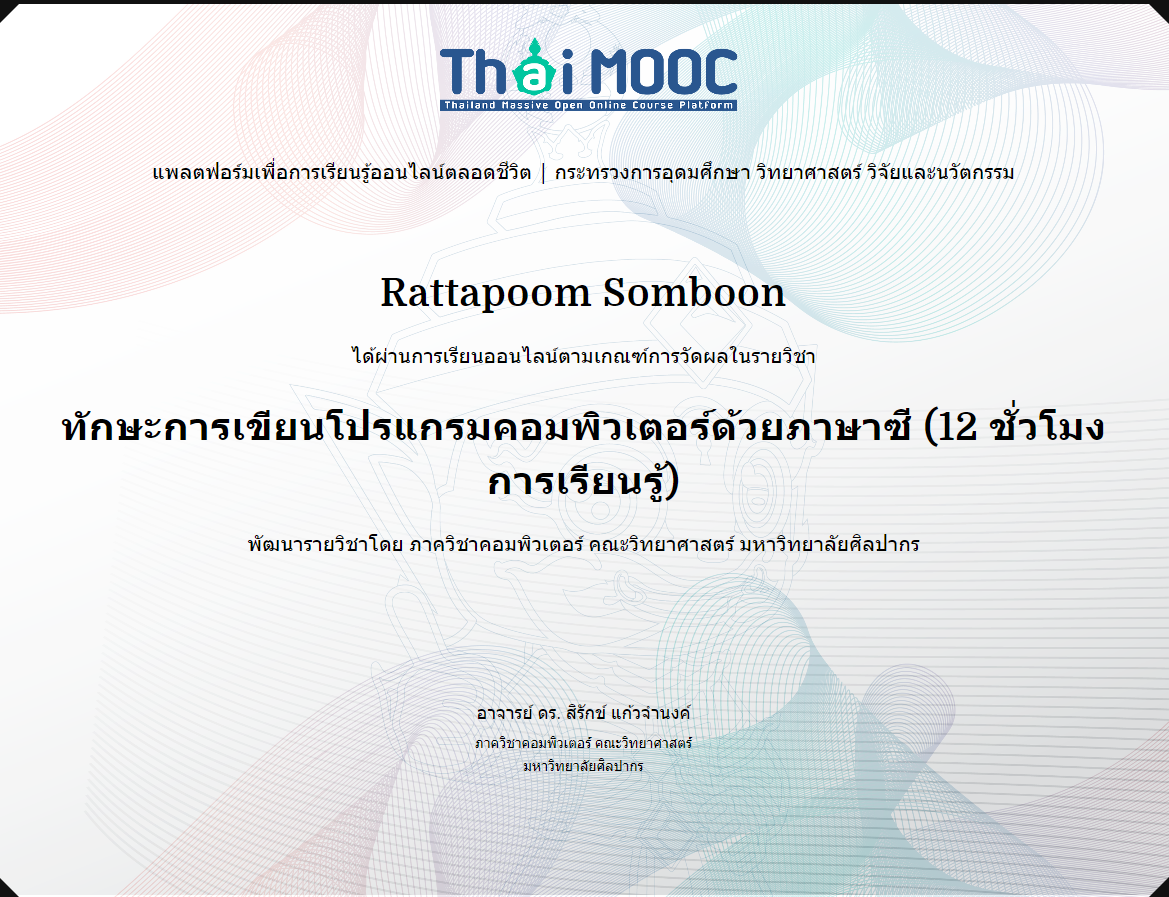 Thai MOOC
Thailand Massive Open Online Course Platform
แพลตฟอร์มเพื่อการเรียนรู้ออนไลน์ตลอดชีวิต | กระทรวงการอุดมศึกษา วิทยาศาสตร์ วิจัยและนวัตกรรม
Rattapoom Somboon
ได้ผ่านการเรียนออนไลน์ตามเกณฑ์การวัดผลในรายวิชา
ทักษะการเขียนโปรแกรมคอมพิวเตอร์ด้วยภาษาซี (12 ชั่วโมง
การเรียนรู้)
พัฒนารายวิชาโดย ภาควิชาคอมพิวเตอร์ คณะวิทยาศาสตร์ มหาวิทยาลัยศิลปากร
อาจารย์ ดร. สิรักข์ แก้วจำนงค์
ภาควิชาคอมพิวเตอร์ คณะวิทยาศาสตร์
มหาวิทยาลัยศิลปากร